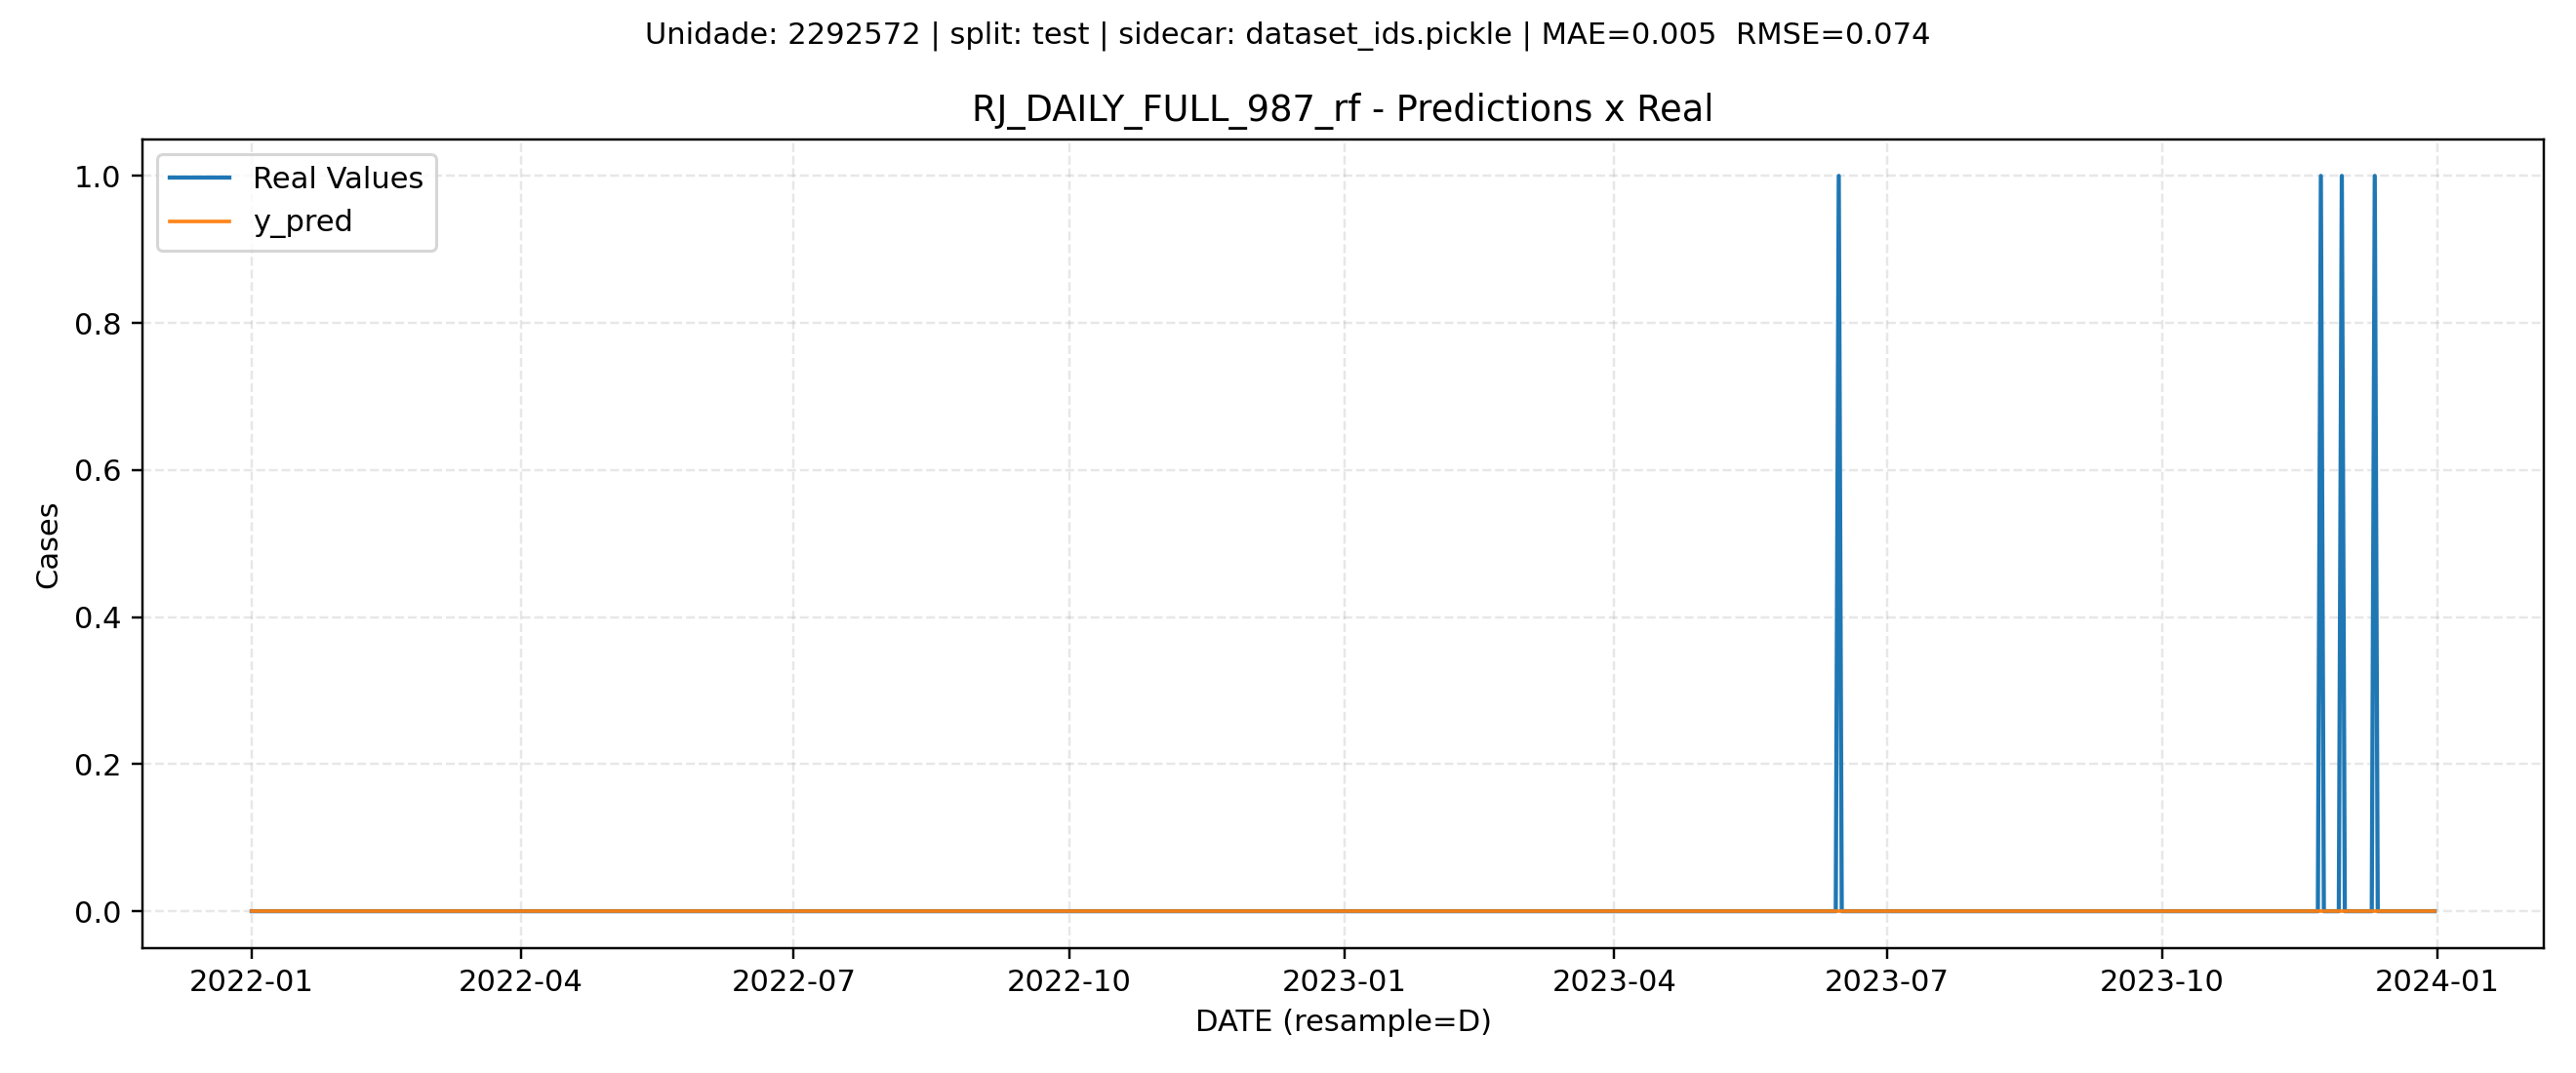 Unidade: 2292572 | split: test | sidecar: dataset_ids.pickle | MAE=0.005  RMSE=0.074
RJ_DAILY_FULL_987_rf - Predictions x Real
Real Values
y_pred
1.0
0.8
0.6
0.4
0.2
0.0
Cases
2022-01 2022-04 2022-07 2022-10 2023-01 2023-04 2023-07 2023-10 2024-01
DATE (resample=D)